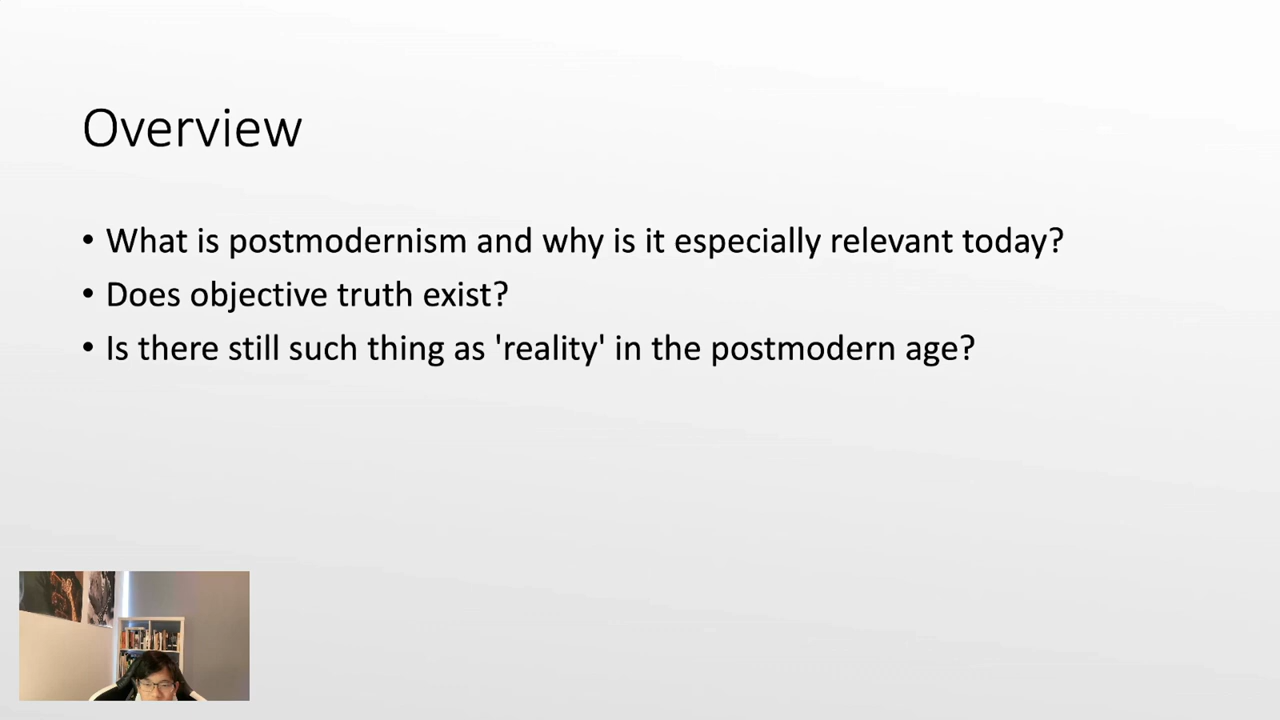 Overview
• What is postmodernism and why is it especially relevant today?
• Does objective truth exist?
• Is there still such thing as 'reality' in the postmodern age?